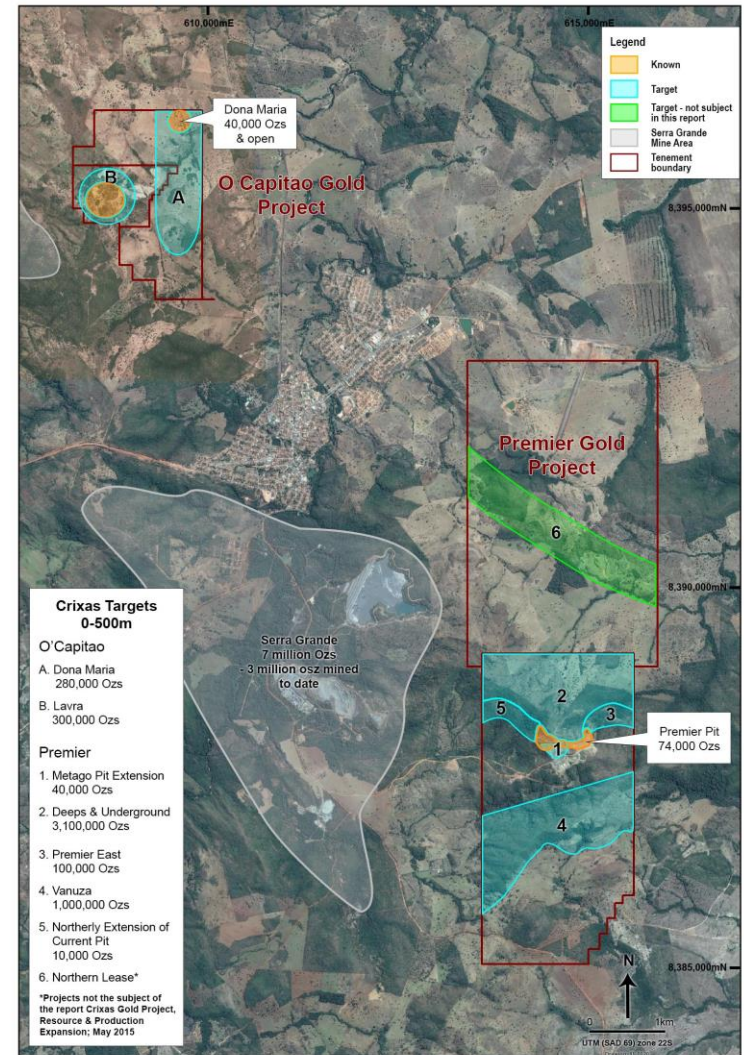 610,000mE
615,000mE
Legend
Known
Target
Target - not subject
in this report
Serra Grande
Mine Area
Tenement
boundary
Dona Maria
40,000 Ozs
& open
B
A
O Capitao Gold
Project
8,395,000mN
Premier Gold
Project
6
8,390,000mN
Serra Grande
7 million Ozs
- 3 million osz mined
to date
2
5
3
1
Premier Pit
74,000 Ozs
4
Crixas Targets
0-500m
O'Capitao
A. Dona Maria
280,000 Ozs
B. Lavra
300,000 Ozs
Premier
1. Metago Pit Extension
40,000 Ozs
2. Deeps & Underground
3,100,000 Ozs
3. Premier East
100,000 Ozs
4. Vanuza
1,000,000 Ozs
5. Northerly Extension of
Current Pit
10,000 Ozs
6. Northern Lease*
*Projects not the subject of
the report Crixas Gold Project,
Resource & Production
Expansion; May 2015
8,385,000mN
N
0 1km
UTM (SAD 69) zone 22S